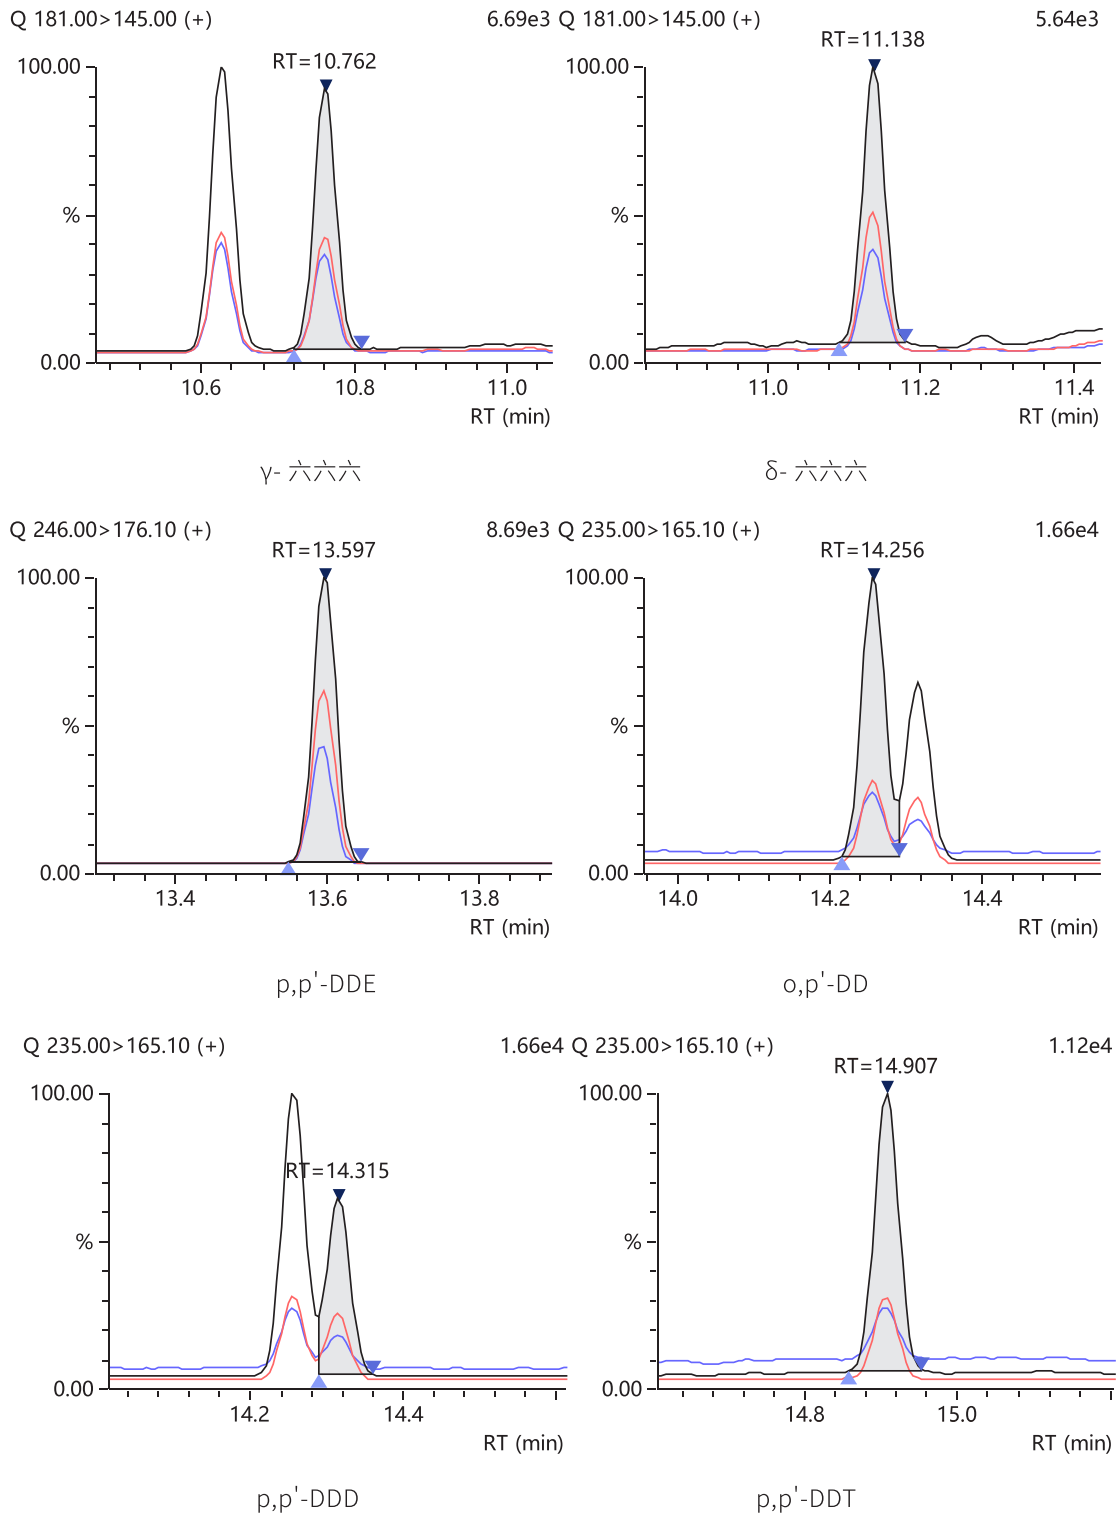 Q 181.00>145.00 (+) 6.69e3
RT=10.762
100.00
%
0.00
10.6 10.8 11.0
RT (min)
γ- 六六六
Q 181.00>145.00 (+) 5.64e3
RT=11.138
100.00
%
0.00
11.0 11.2 11.4
RT (min)
δ- 六六六
Q 246.00>176.10 (+) 8.69e3
RT=13.597
100.00
%
0.00
13.4 13.6 13.8
RT (min)
p,p'-DDE
Q 235.00>165.10 (+) 1.66e4
RT=14.256
100.00
%
0.00
14.0 14.2 14.4
RT (min)
o,p'-DD
Q 235.00>165.10 (+) 1.66e4
100.00
RT=14.315
%
0.00
14.2 14.4
RT (min)
p,p'-DDD
Q 235.00>165.10 (+) 1.12e4
RT=14.907
100.00
%
0.00
14.8 15.0
RT (min)
p,p'-DDT